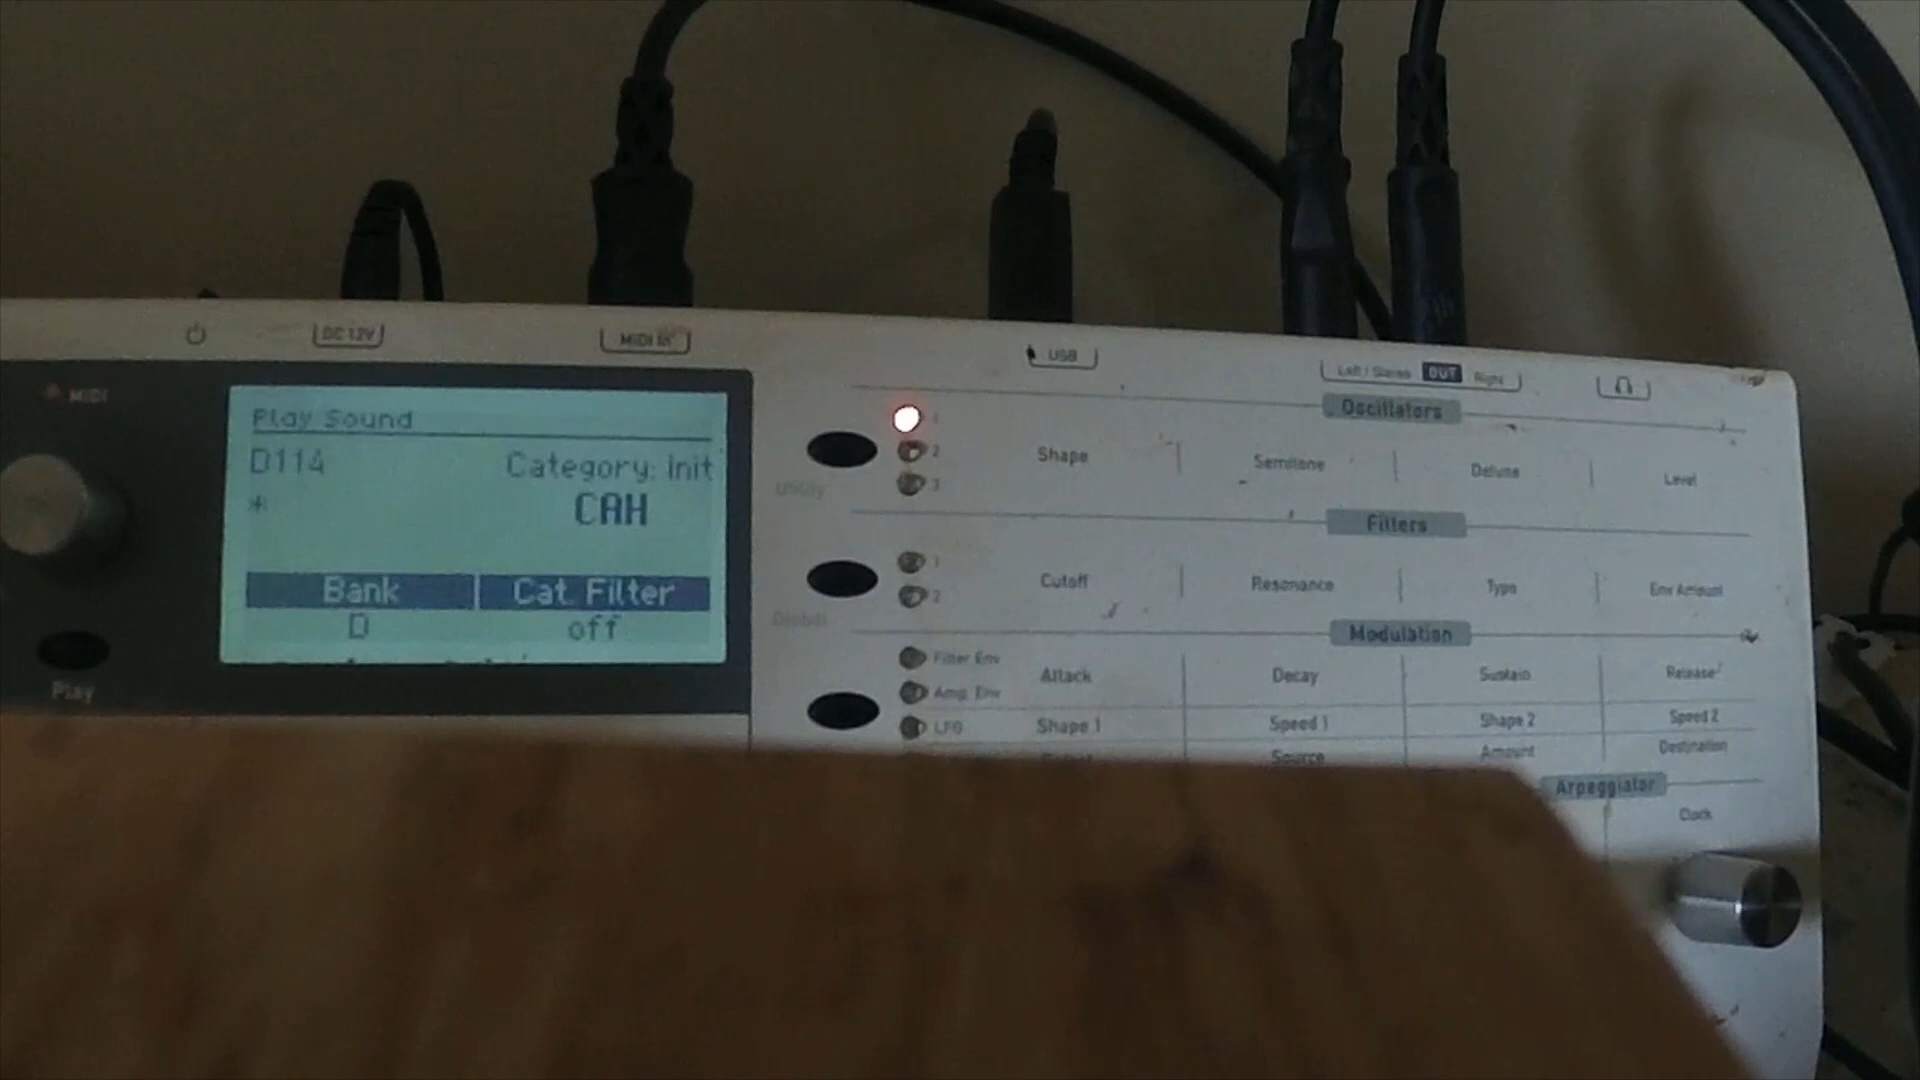 DC 12V
MIDI In
USB
Left / Stereo OUT Right
MIDI
Play Sound
D114 Category: Init
* CAH
Bank Cat. Filter
D off
Play
Oscillators
1
2
3
Shape Semitone Detune Level
Utility
Filters
1
2
Cutoff Resonance Type Env Amount
Global
Modulation
Filter Env Attack Decay Sustain Release
Amp. Env
LFO Shape 1 Speed 1 Shape 2 Speed 2
Source Amount Destination
Arpeggiator
Clock